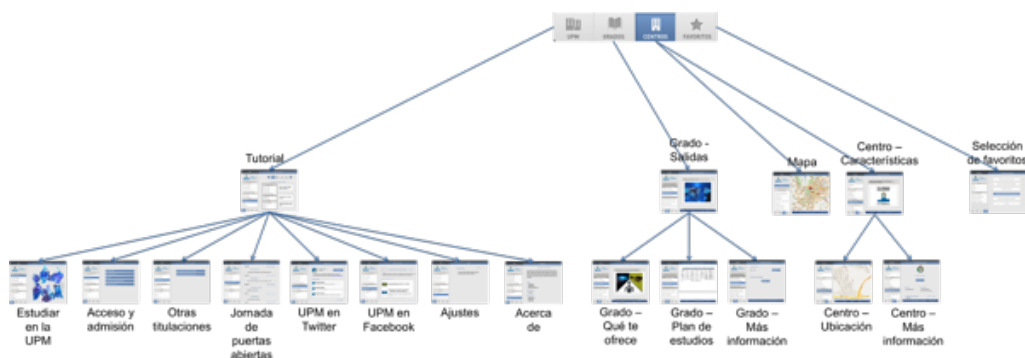 UPM
GRADOS
CENTROS
FAVORITOS
Tutorial
Grado -
Salidas
Mapa
Centro –
Características
Selección
de favoritos
Estudiar
en la
UPM
Acceso y
admisión
Otras
titulaciones
Jornada
de
puertas
abiertas
UPM en
Twitter
UPM en
Facebook
Ajustes
Acerca
de
Grado –
Qué te
ofrece
Grado –
Plan de
estudios
Grado –
Más
información
Centro –
Ubicación
Centro –
Más
información